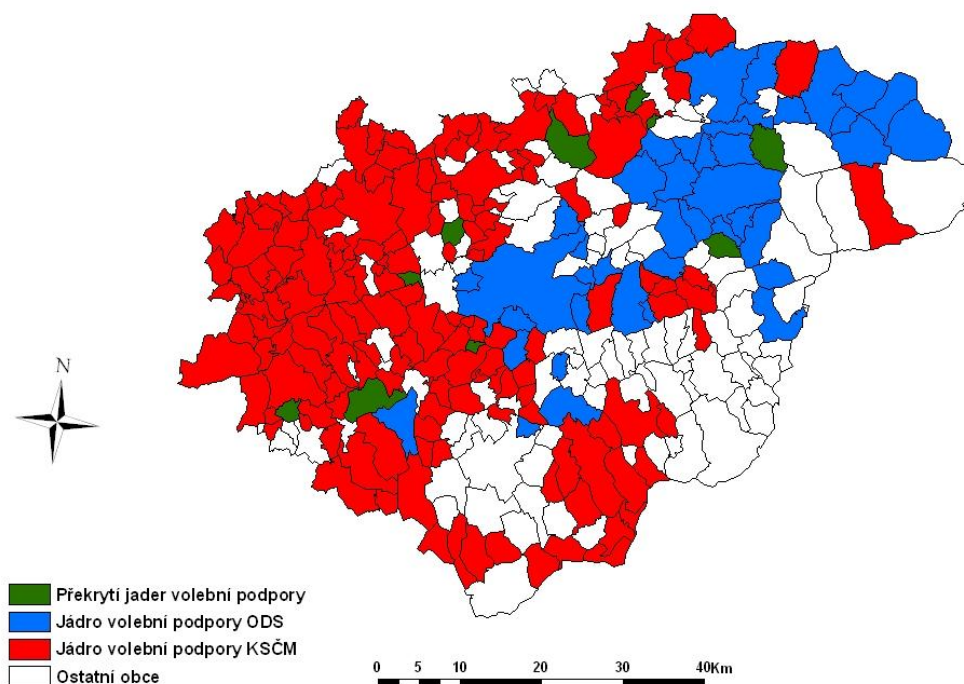 N
Překrytí jader volební podpory
Jádro volební podpory ODS
Jádro volební podpory KSČM
Ostatní obce
0 5 10 20 30 40Km